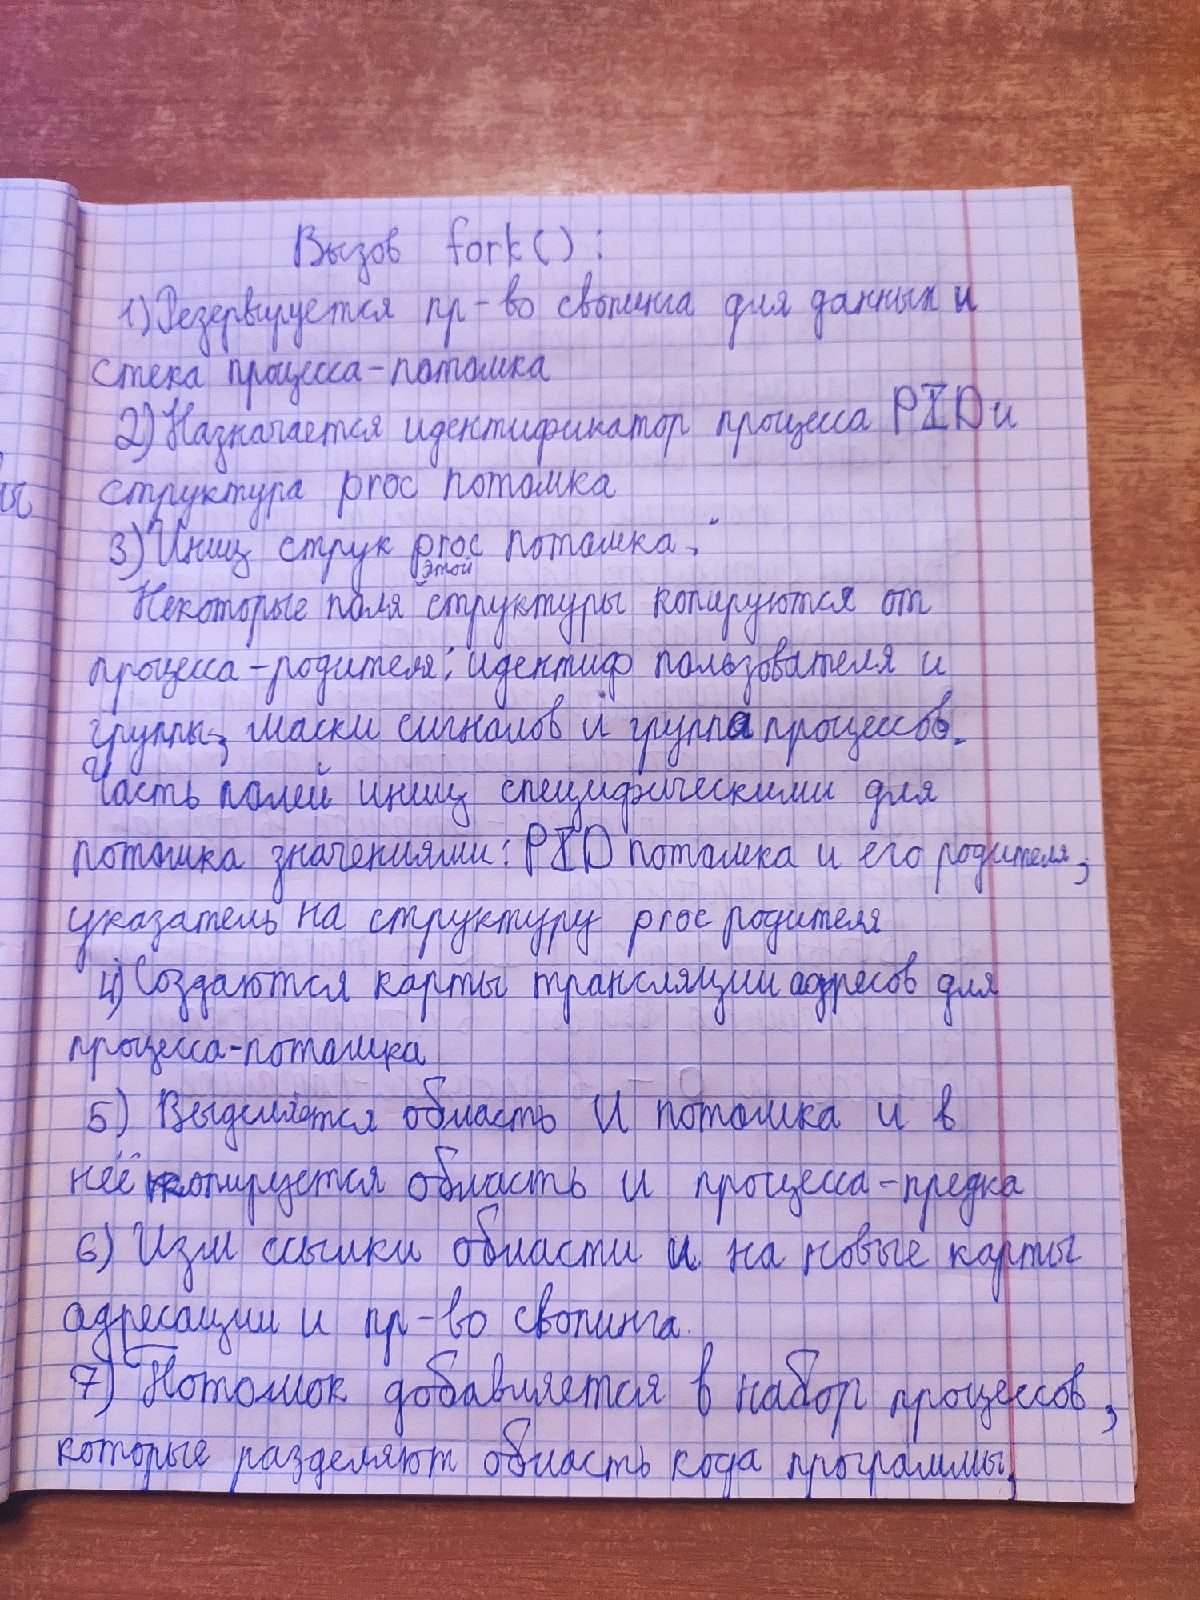 Вызов fork():
1) Резервируется пр-во свопинга для данных и
стека процесса-потомка
2) Назначается идентификатор процесса PID и
структура proc потомка
3) Иниц струк proc потомка.
Некоторые поля этой структуры копируются от
процесса-родителя: идентиф пользователя и
группы, маски сигналов и группа процессов.
Часть полей иниц специфическими для
потомка значениями: PID потомка и его родителя,
указатель на структуру proc родителя
4) Создаются карты трансляции адресов для
процесса-потомка
5) Выделяется область u потомка и в
неё копируется область u процесса-предка
6) Изм ссылки области u на новые карты
адресации и пр-во свопинга
7) Потомок добавляется в набор процессов,
которые разделяют область кода программы,